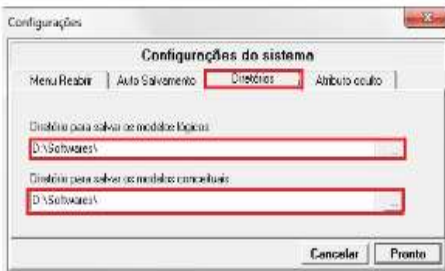 Configurações
Configurações do sistema
Menu Reabrir Auto Salvamento Diretórios Atributo oculto
Diretório para salvar os modelos lógicos
D:\Softwares\ ...
Diretório para salvar os modelos conceituais
D:\Softwares\ ...
Cancelar Pronto